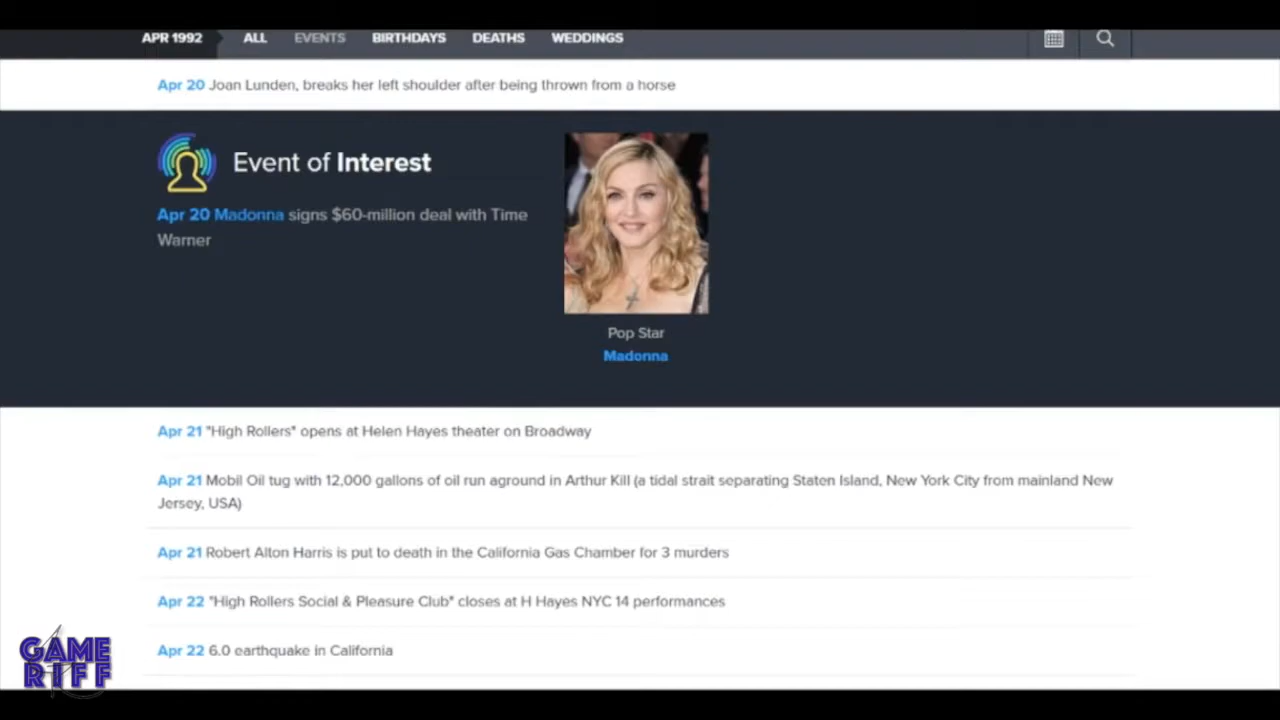 APR 1992 ALL EVENTS BIRTHDAYS DEATHS WEDDINGS
Apr 20 Joan Lunden, breaks her left shoulder after being thrown from a horse
Event of Interest
Apr 20 Madonna signs $60-million deal with Time
Warner
Pop Star
Madonna
Apr 21 "High Rollers" opens at Helen Hayes theater on Broadway
Apr 21 Mobil Oil tug with 12,000 gallons of oil run aground in Arthur Kill (a tidal strait separating Staten Island, New York City from mainland New
Jersey, USA)
Apr 21 Robert Alton Harris is put to death in the California Gas Chamber for 3 murders
Apr 22 "High Rollers Social & Pleasure Club" closes at H Hayes NYC 14 performances
Apr 22 6.0 earthquake in California
GAME
RIFF